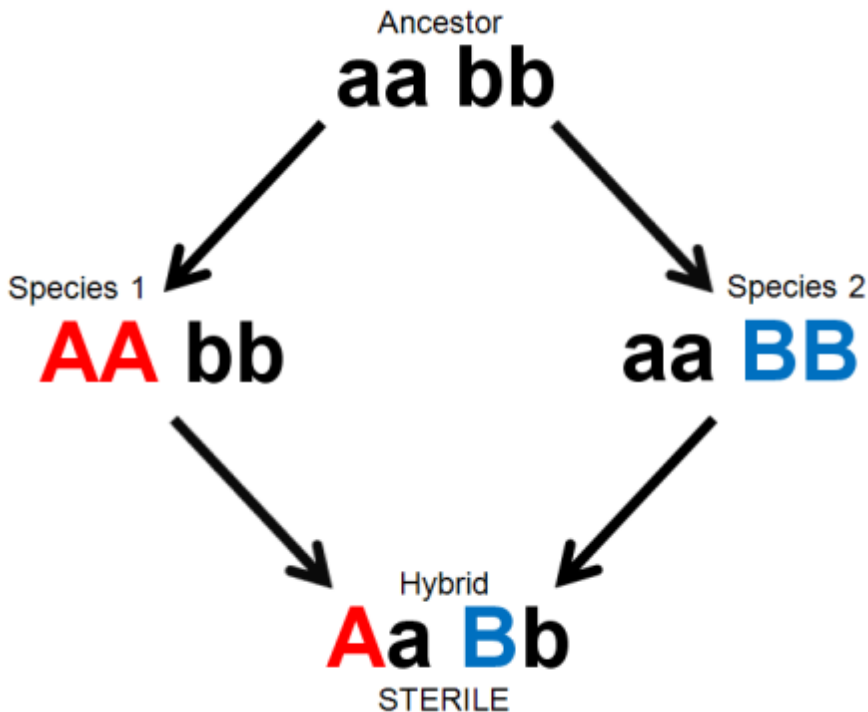 Ancestor
aa bb
Species 1
AA bb
Species 2
aa BB
Hybrid
Aa Bb
STERILE